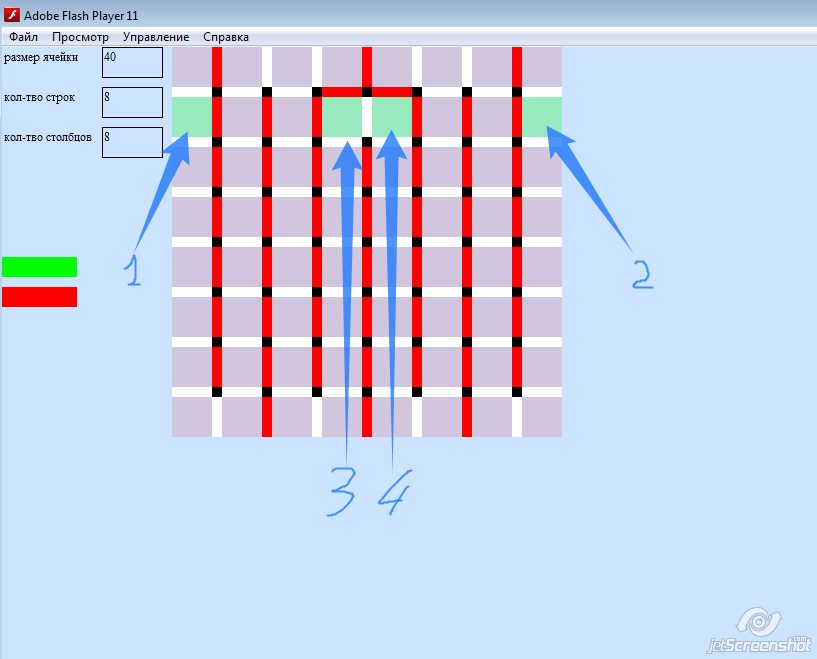 Adobe Flash Player 11
Файл Просмотр Управление Справка
размер ячейки 40
кол-тво строк 8
кол-тво столбцов 8
1
2
3 4
jetScreenshot
.com